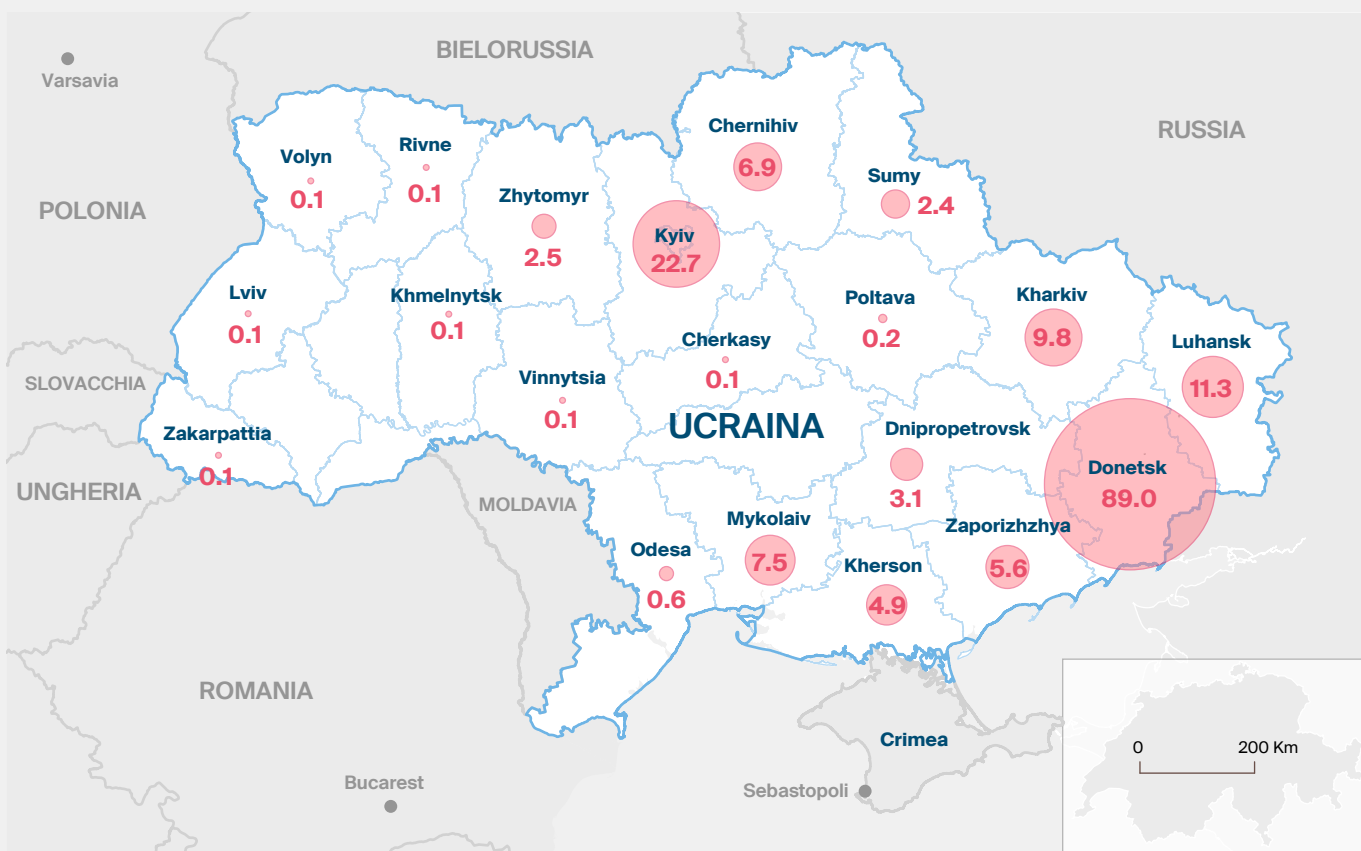 BIELORUSSIA
Varsavia
RUSSIA
Chernihiv
6.9
Rivne
0.1
Volyn
0.1
Sumy
2.4
Zhytomyr
2.5
POLONIA
Kyiv
22.7
Lviv
0.1
Khmelnytsk
0.1
Poltava
0.2
Kharkiv
9.8
Cherkasy
0.1
Luhansk
11.3
SLOVACCHIA
Vinnytsia
0.1
UCRAINA
Zakarpattia
0.1
Dnipropetrovsk
3.1
Donetsk
89.0
UNGHERIA
MOLDAVIA
Mykolaiv
7.5
Zaporizhzhya
5.6
Odesa
0.6
Kherson
4.9
ROMANIA
Crimea
0
200 Km
Bucarest
Sebastopoli